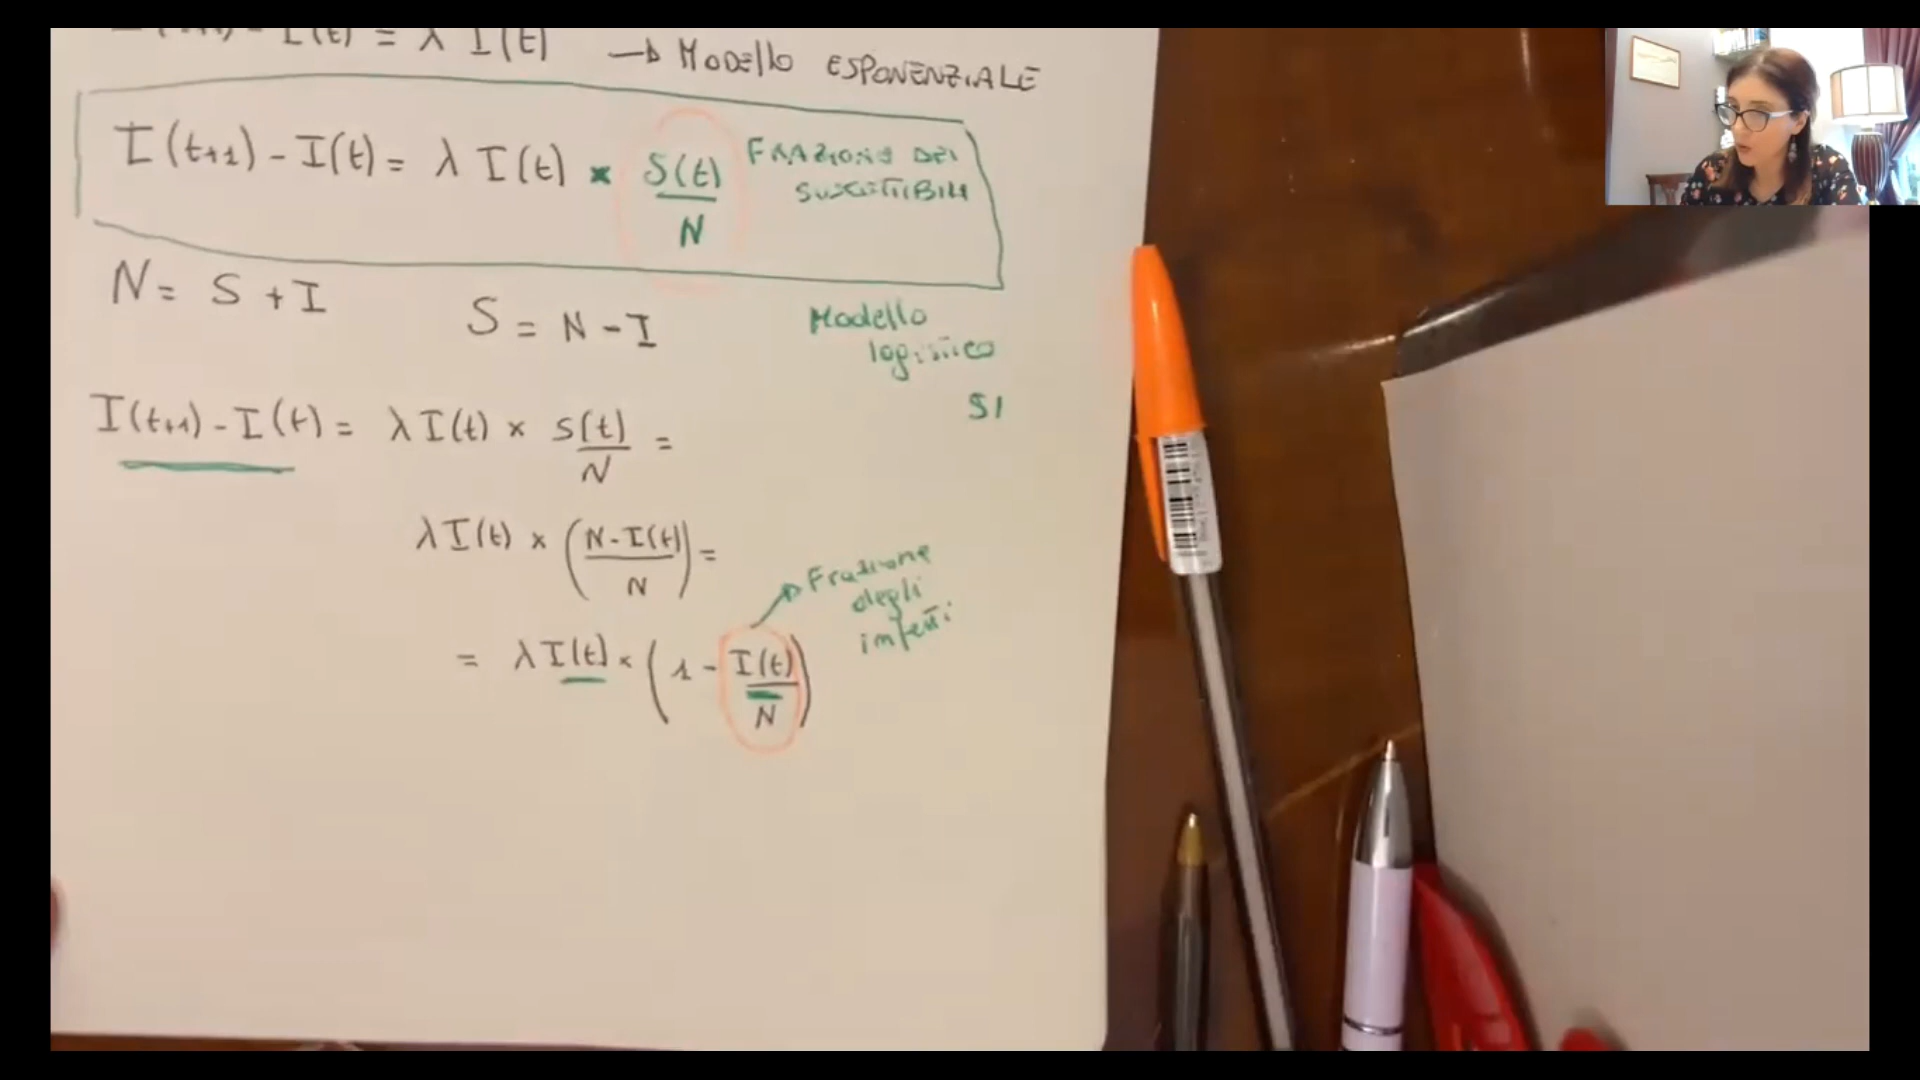 I(t+1) - I(t) = λ I(t) → MODELLO ESPONENZIALE
I(t+1) - I(t) = λ I(t) × S(t)/N FRAZIONE DEI
SUSCETTIBILI
N = S + I
S = N - I
Modello
logistico
SI
I(t+1) - I(t) = λ I(t) × S(t)/N =
λ I(t) × (N - I(t)/N) =
= λ I(t) × (1 - I(t)/N)
Frazione
degli
infetti